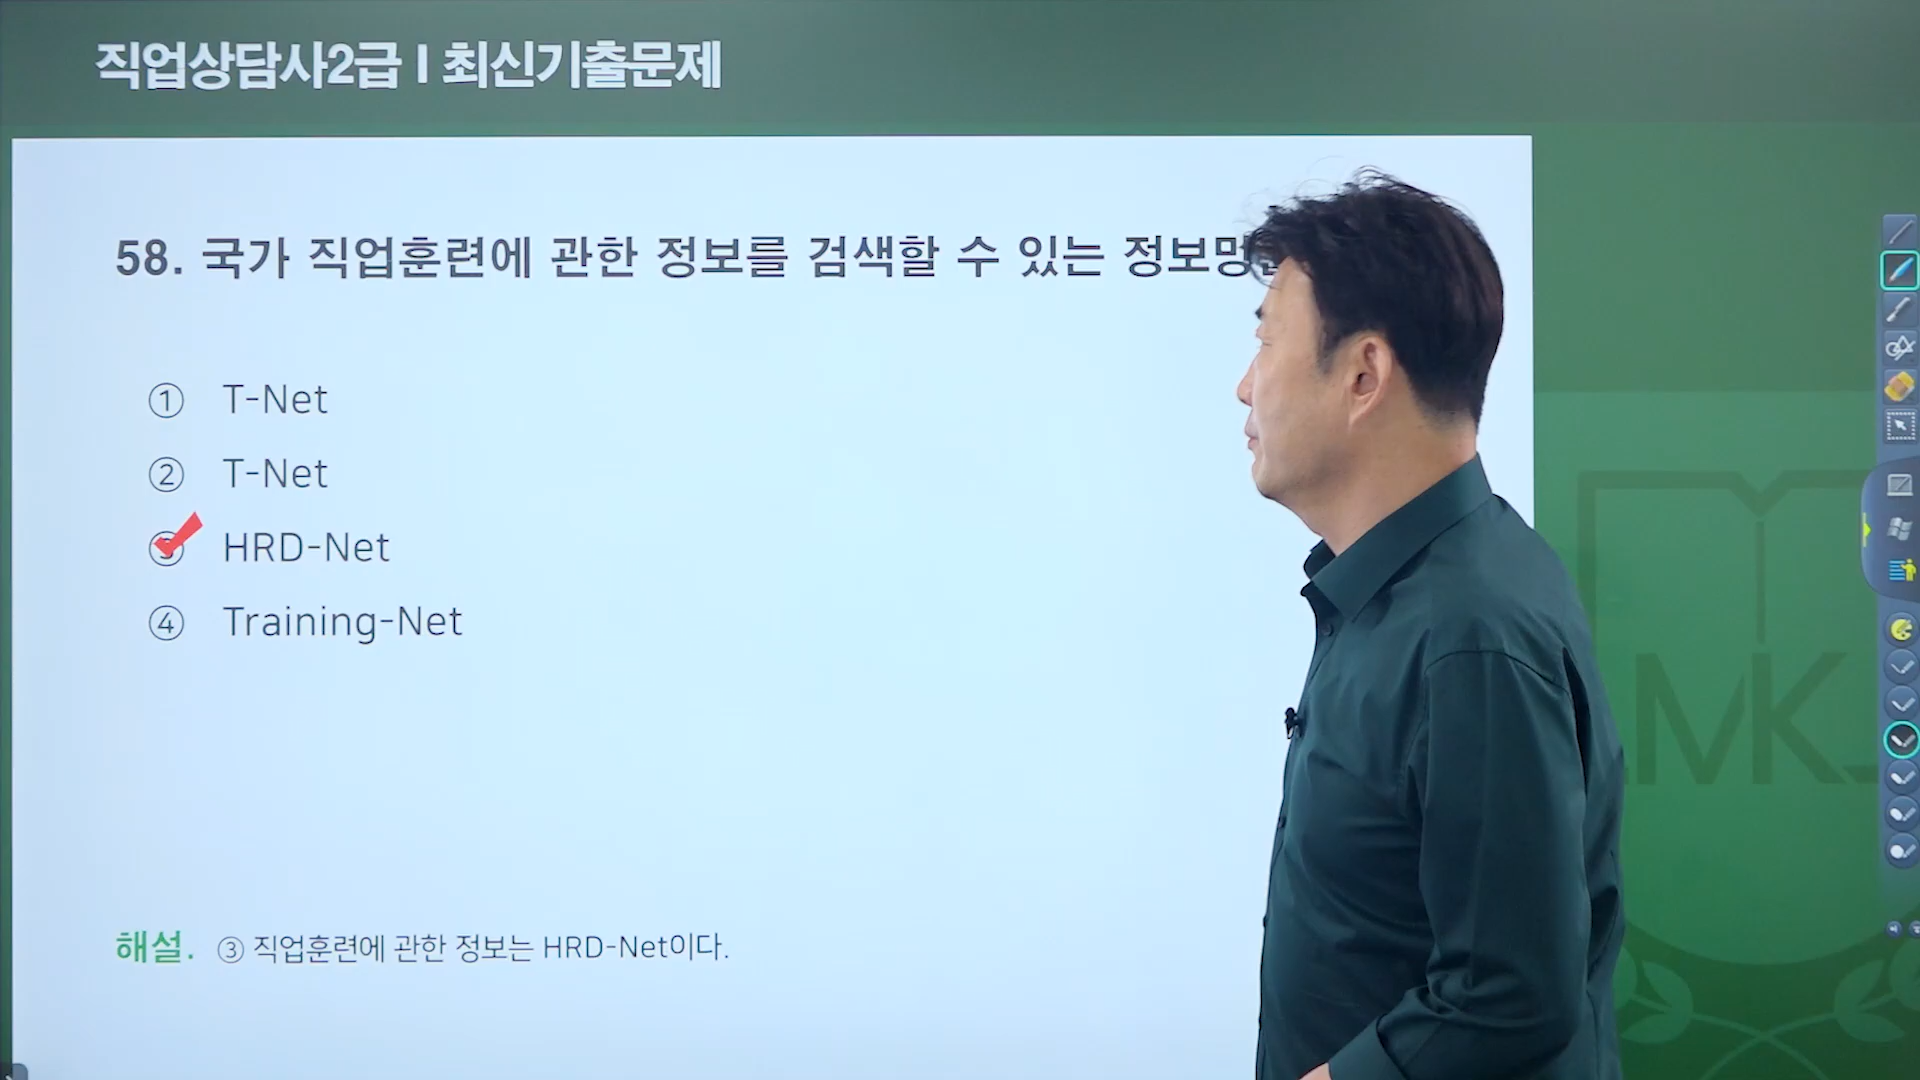 직업상담사2급 | 최신기출문제
58. 국가 직업훈련에 관한 정보를 검색할 수 있는
① T-Net
② T-Net
③ HRD-Net
④ Training-Net
해설. ③ 직업훈련에 관한 정보는 HRD-Net이다.
MK